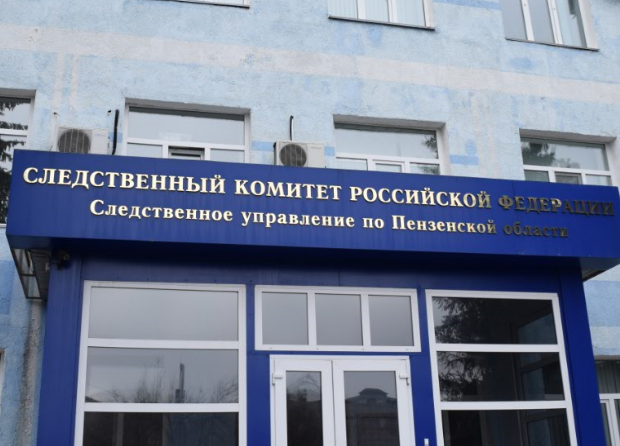 СЛЕДСТВЕННЫЙ КОМИТЕТ РОССИЙСКОЙ ФЕДЕРАЦИИ
Следственное управление по Пензенской области